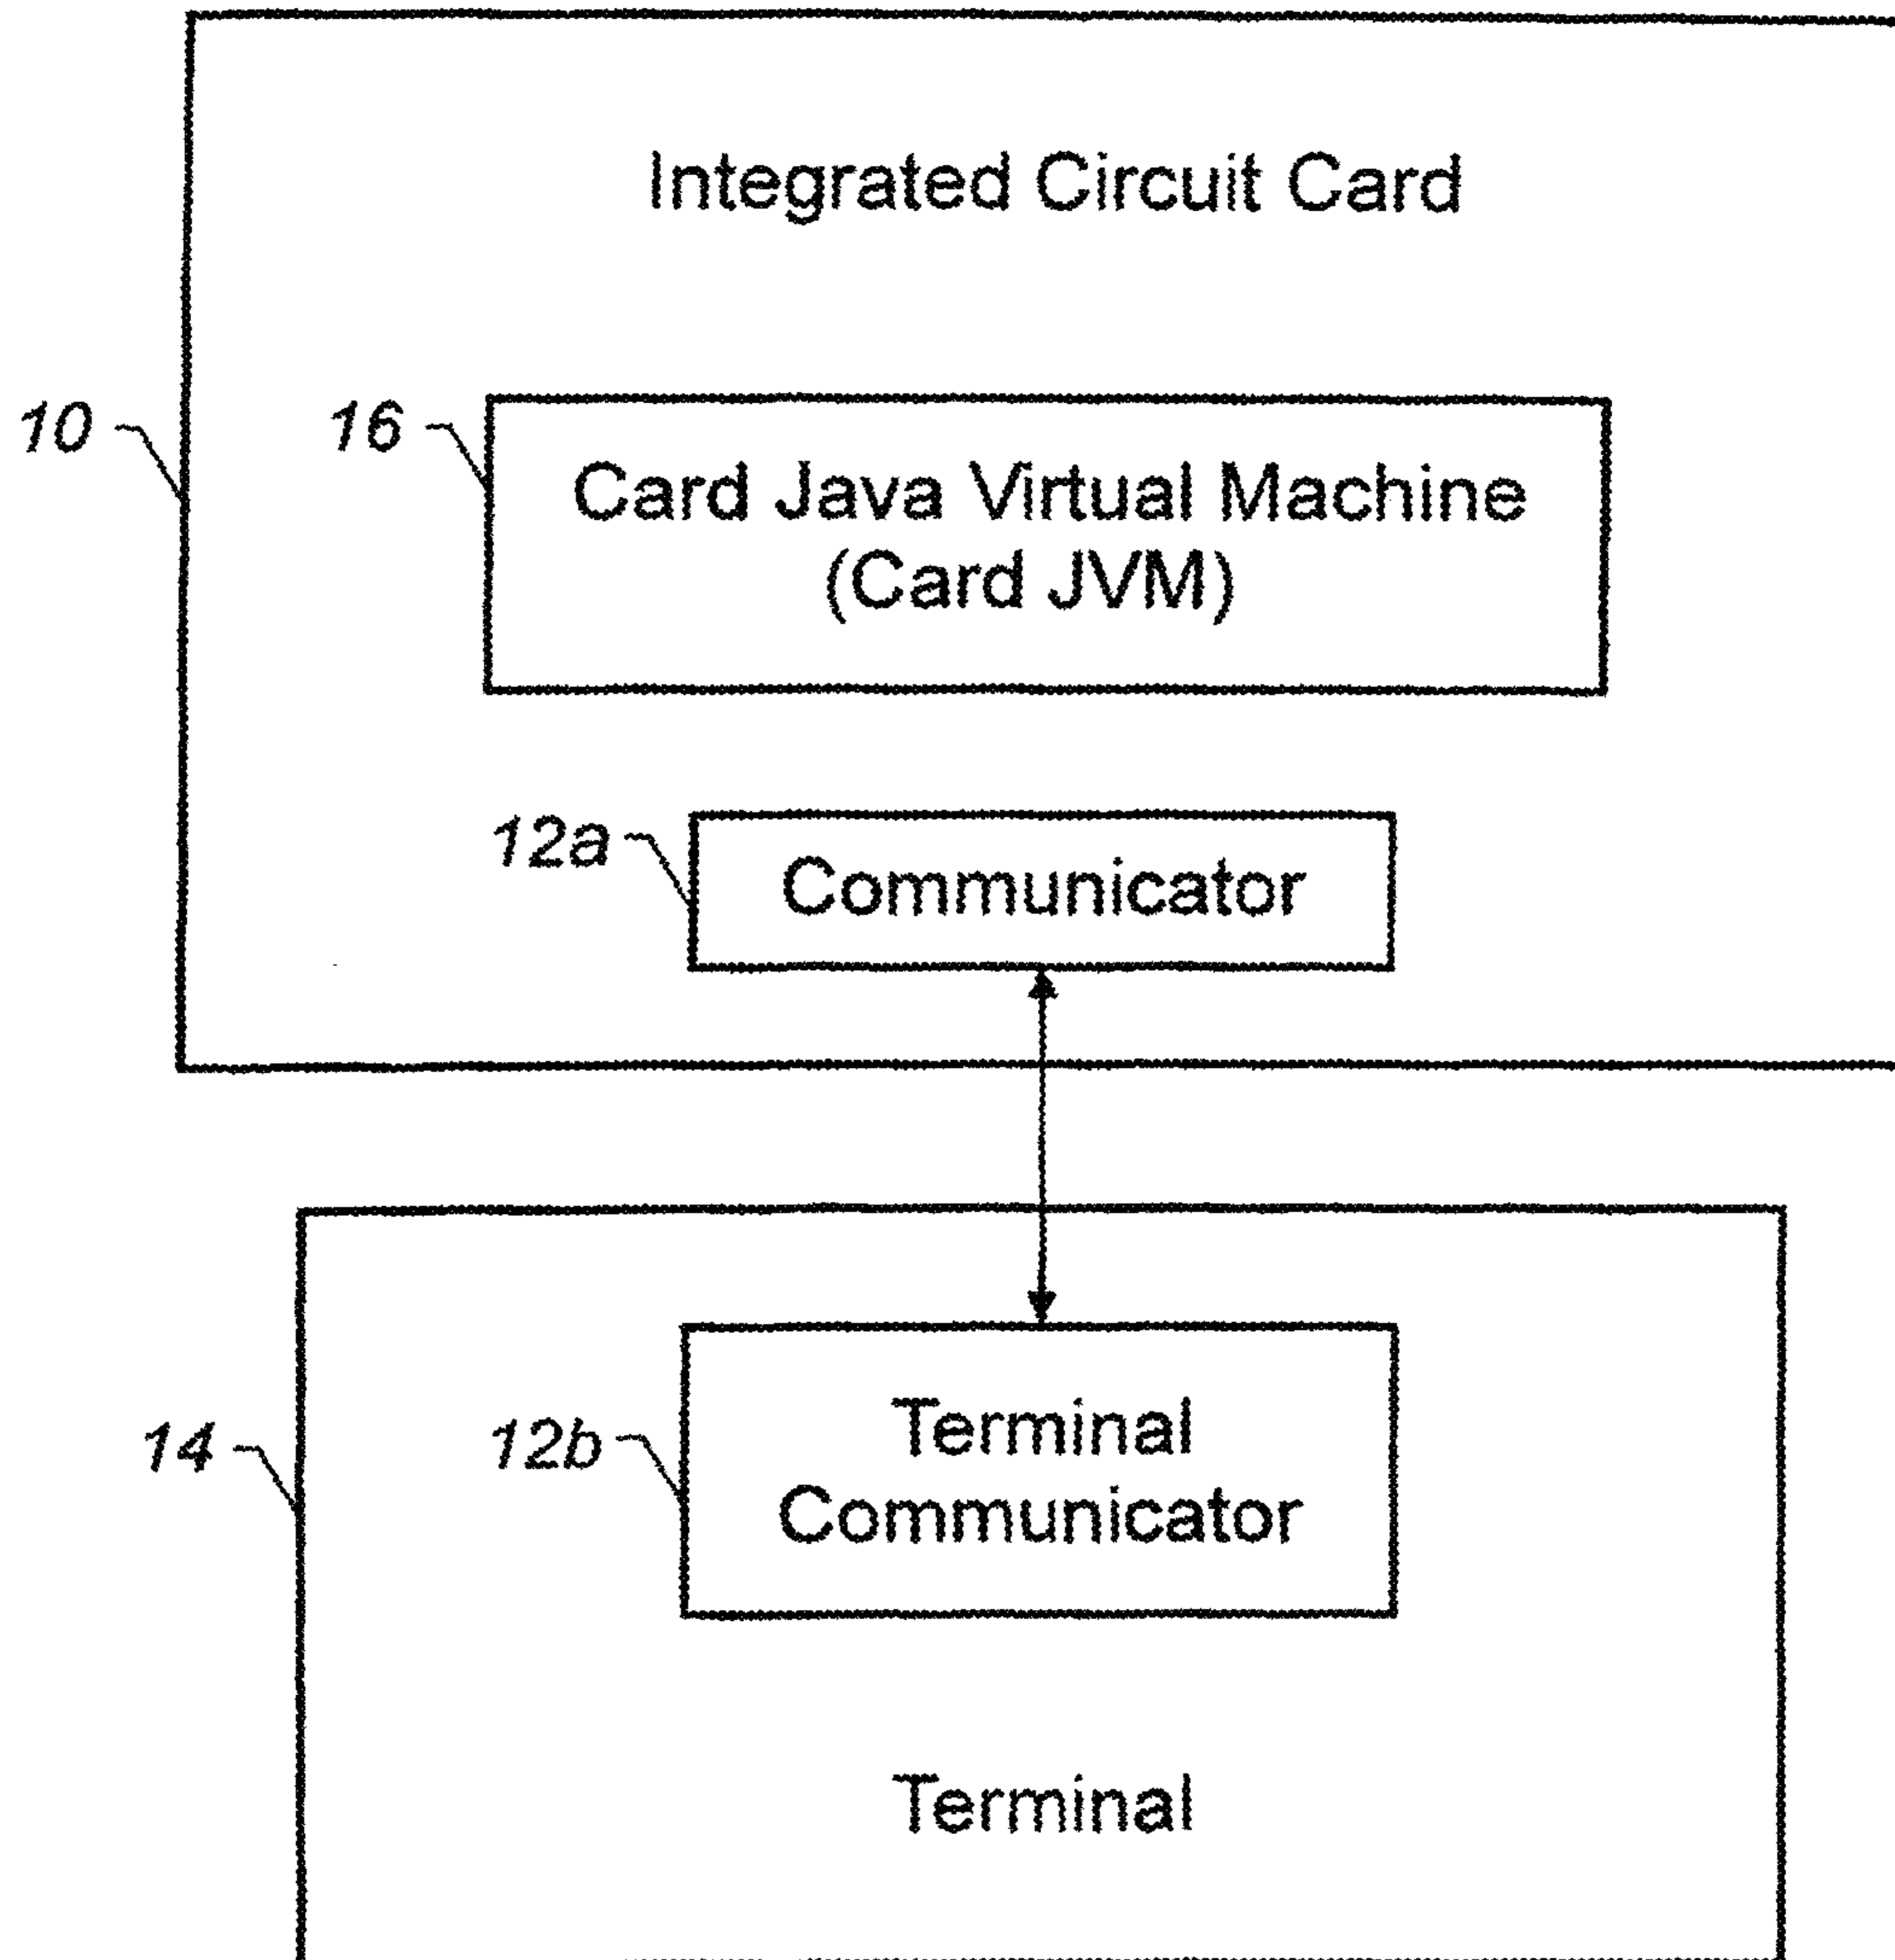 Integrated Circuit Card
10
16
Card Java Virtual Machine
(Card JVM)
12a
Communicator
14
12b
Terminal
Communicator
Terminal